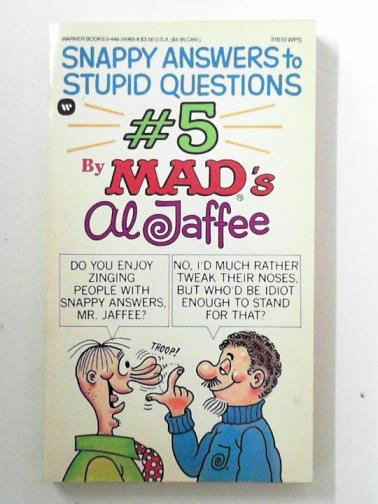 WARNER BOOKS 0-446-34965-8 $3.50 U.S.A. ($4.95 CAN.)
31610 WPS
SNAPPY ANSWERS to
STUPID QUESTIONS
W
#5
By MAD's
®
al Jaffee
DO YOU ENJOY
ZINGING
PEOPLE WITH
SNAPPY ANSWERS,
MR. JAFFEE?
NO, I'D MUCH RATHER
TWEAK THEIR NOSES,
BUT WHO'D BE IDIOT
ENOUGH TO STAND
FOR THAT?
THOOP!